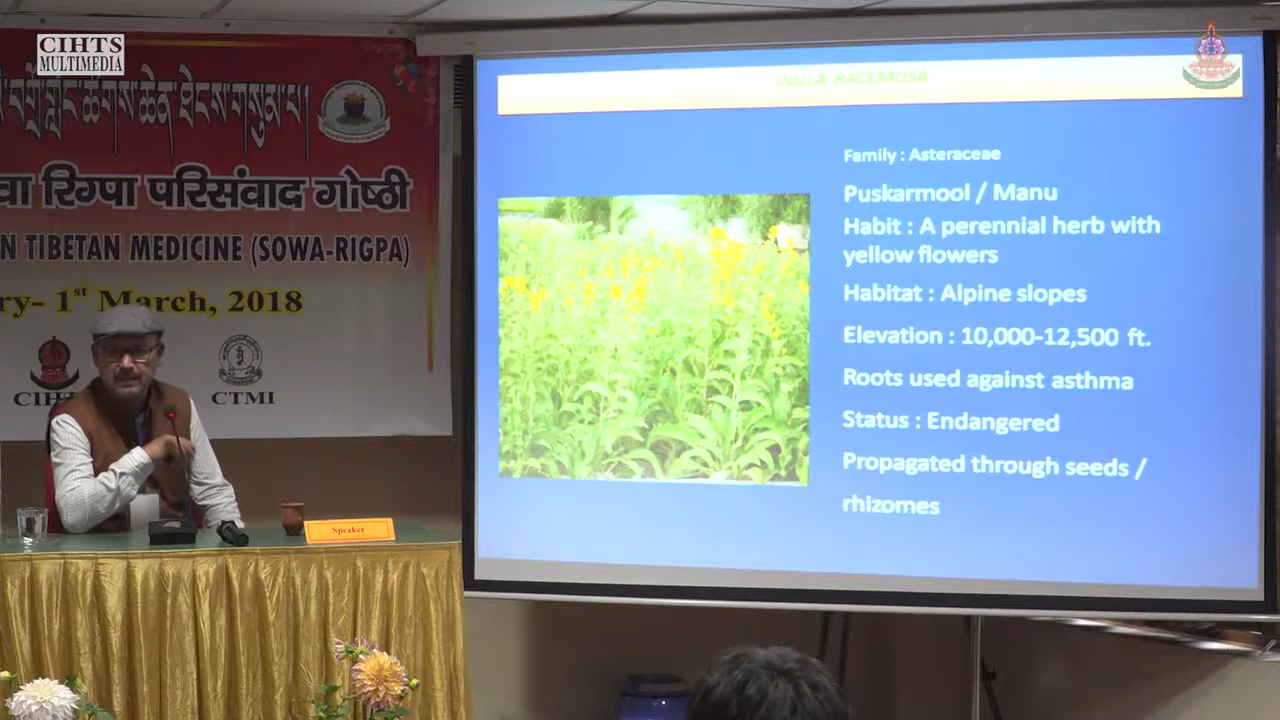 CIHTS
MULTIMEDIA
रिग्पा परिसंवाद गोष्ठी
N TIBETAN MEDICINE (SOWA-RIGPA)
ry- 1st March, 2018
CTMI
Speaker
INULA RACEMOSA
Family : Asteraceae
Puskarmool / Manu
Habit : A perennial herb with
yellow flowers
Habitat : Alpine slopes
Elevation : 10,000-12,500 ft.
Roots used against asthma
Status : Endangered
Propagated through seeds /
rhizomes